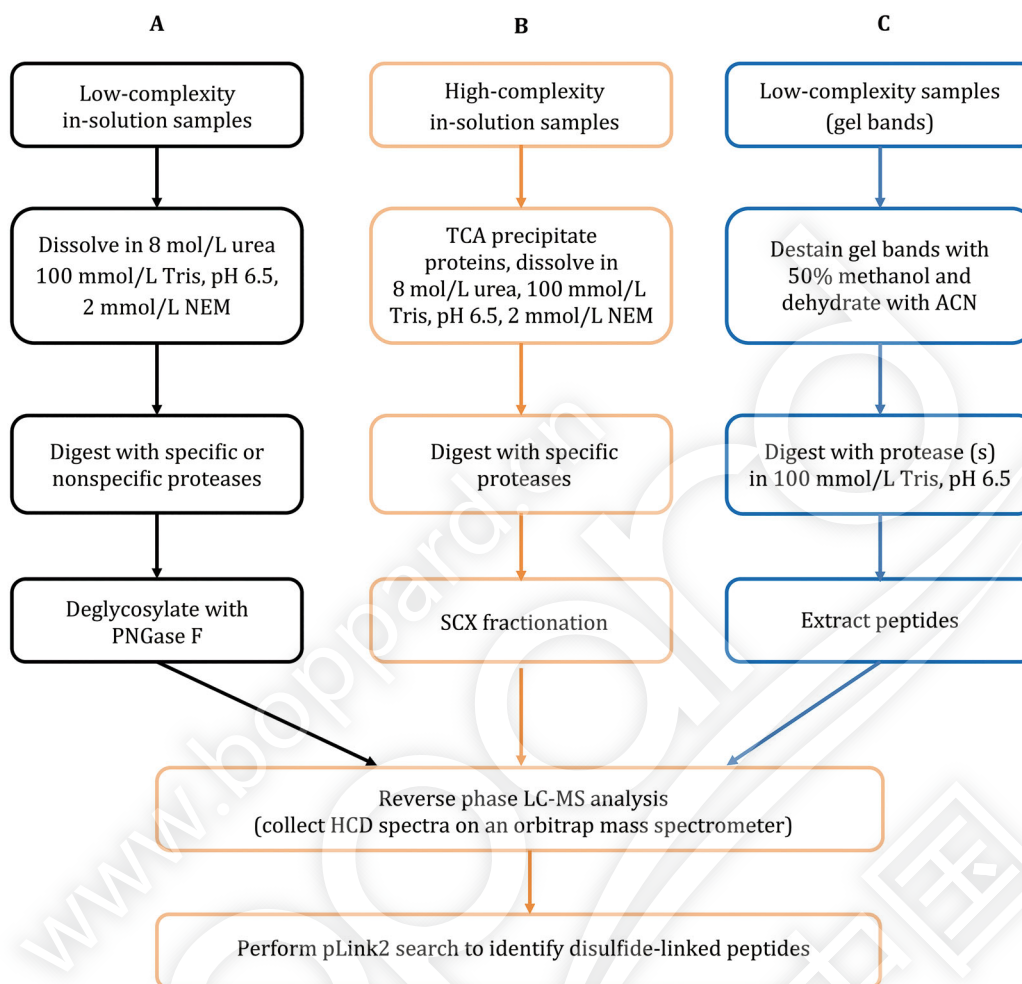 A
Low-complexity
in-solution samples
Dissolve in 8 mol/L urea
100 mmol/L Tris, pH 6.5,
2 mmol/L NEM
Digest with specific or
nonspecific proteases
Deglycosylate with
PNGase F
B
High-complexity
in-solution samples
TCA precipitate
proteins, dissolve in
8 mol/L urea, 100 mmol/L
Tris, pH 6.5, 2 mmol/L NEM
Digest with specific
proteases
SCX fractionation
C
Low-complexity samples
(gel bands)
Destain gel bands with
50% methanol and
dehydrate with ACN
Digest with protease (s)
in 100 mmol/L Tris, pH 6.5
Extract peptides
Reverse phase LC-MS analysis
(collect HCD spectra on an orbitrap mass spectrometer)
Perform pLink2 search to identify disulfide-linked peptides
www.boppard.cn